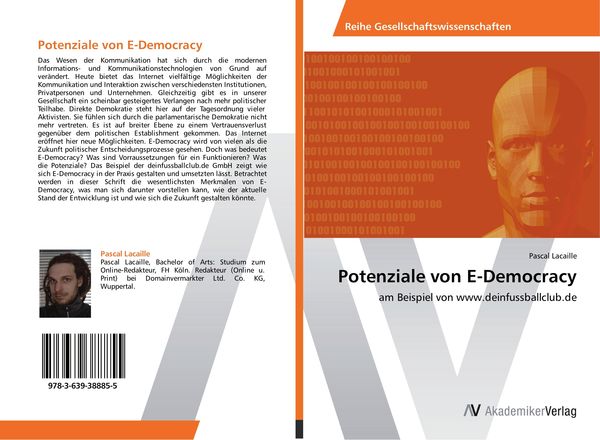 Potenziale von E-Democracy
Das Wesen der Kommunikation hat sich durch die modernen
Informations- und Kommunikationstechnologien von Grund auf
verändert. Heute bietet das Internet vielfältige Möglichkeiten der
Kommunikation und Interaktion zwischen verschiedensten Institutionen,
Privatpersonen und Unternehmen. Gleichzeitig gibt es in unserer
Gesellschaft ein scheinbar gesteigertes Verlangen nach mehr politischer
Teilhabe. Direkte Demokratie steht hier auf der Tagesordnung vieler
Aktivisten. Sie fühlen sich durch die parlamentarische Demokratie nicht
mehr vertreten. Es ist auf breiter Ebene zu einem Vertrauensverlust
gegenüber dem politischen Establishment gekommen. Das Internet
eröffnet hier neue Möglichkeiten. E-Democracy wird von vielen als die
Zukunft politischer Entscheidungsprozesse gesehen. Doch was bedeutet
E-Democracy? Was sind Vorraussetzungen für ein Funktionieren? Was
die Potenziale? Das Beispiel der deinfussballclub.de GmbH zeigt wie
sich E-Democracy in der Praxis gestalten und umsetzten lässt. Betrachtet
werden in dieser Schrift die wesentlichsten Merkmalen von E-
Democracy, was man sich darunter vorstellen kann, wie der aktuelle
Stand der Entwicklung ist und wie sich die Zukunft gestalten könnte.
Pascal Lacaille
Pascal Lacaille, Bachelor of Arts: Studium zum
Online-Redakteur, FH Köln. Redakteur (Online u.
Print) bei Domainvermarkter Ltd. Co. KG,
Wuppertal.
978-3-639-38885-5
Reihe Gesellschaftswissenschaften
Pascal Lacaille
Potenziale von E-Democracy
am Beispiel von www.deinfussballclub.de
AV AkademikerVerlag